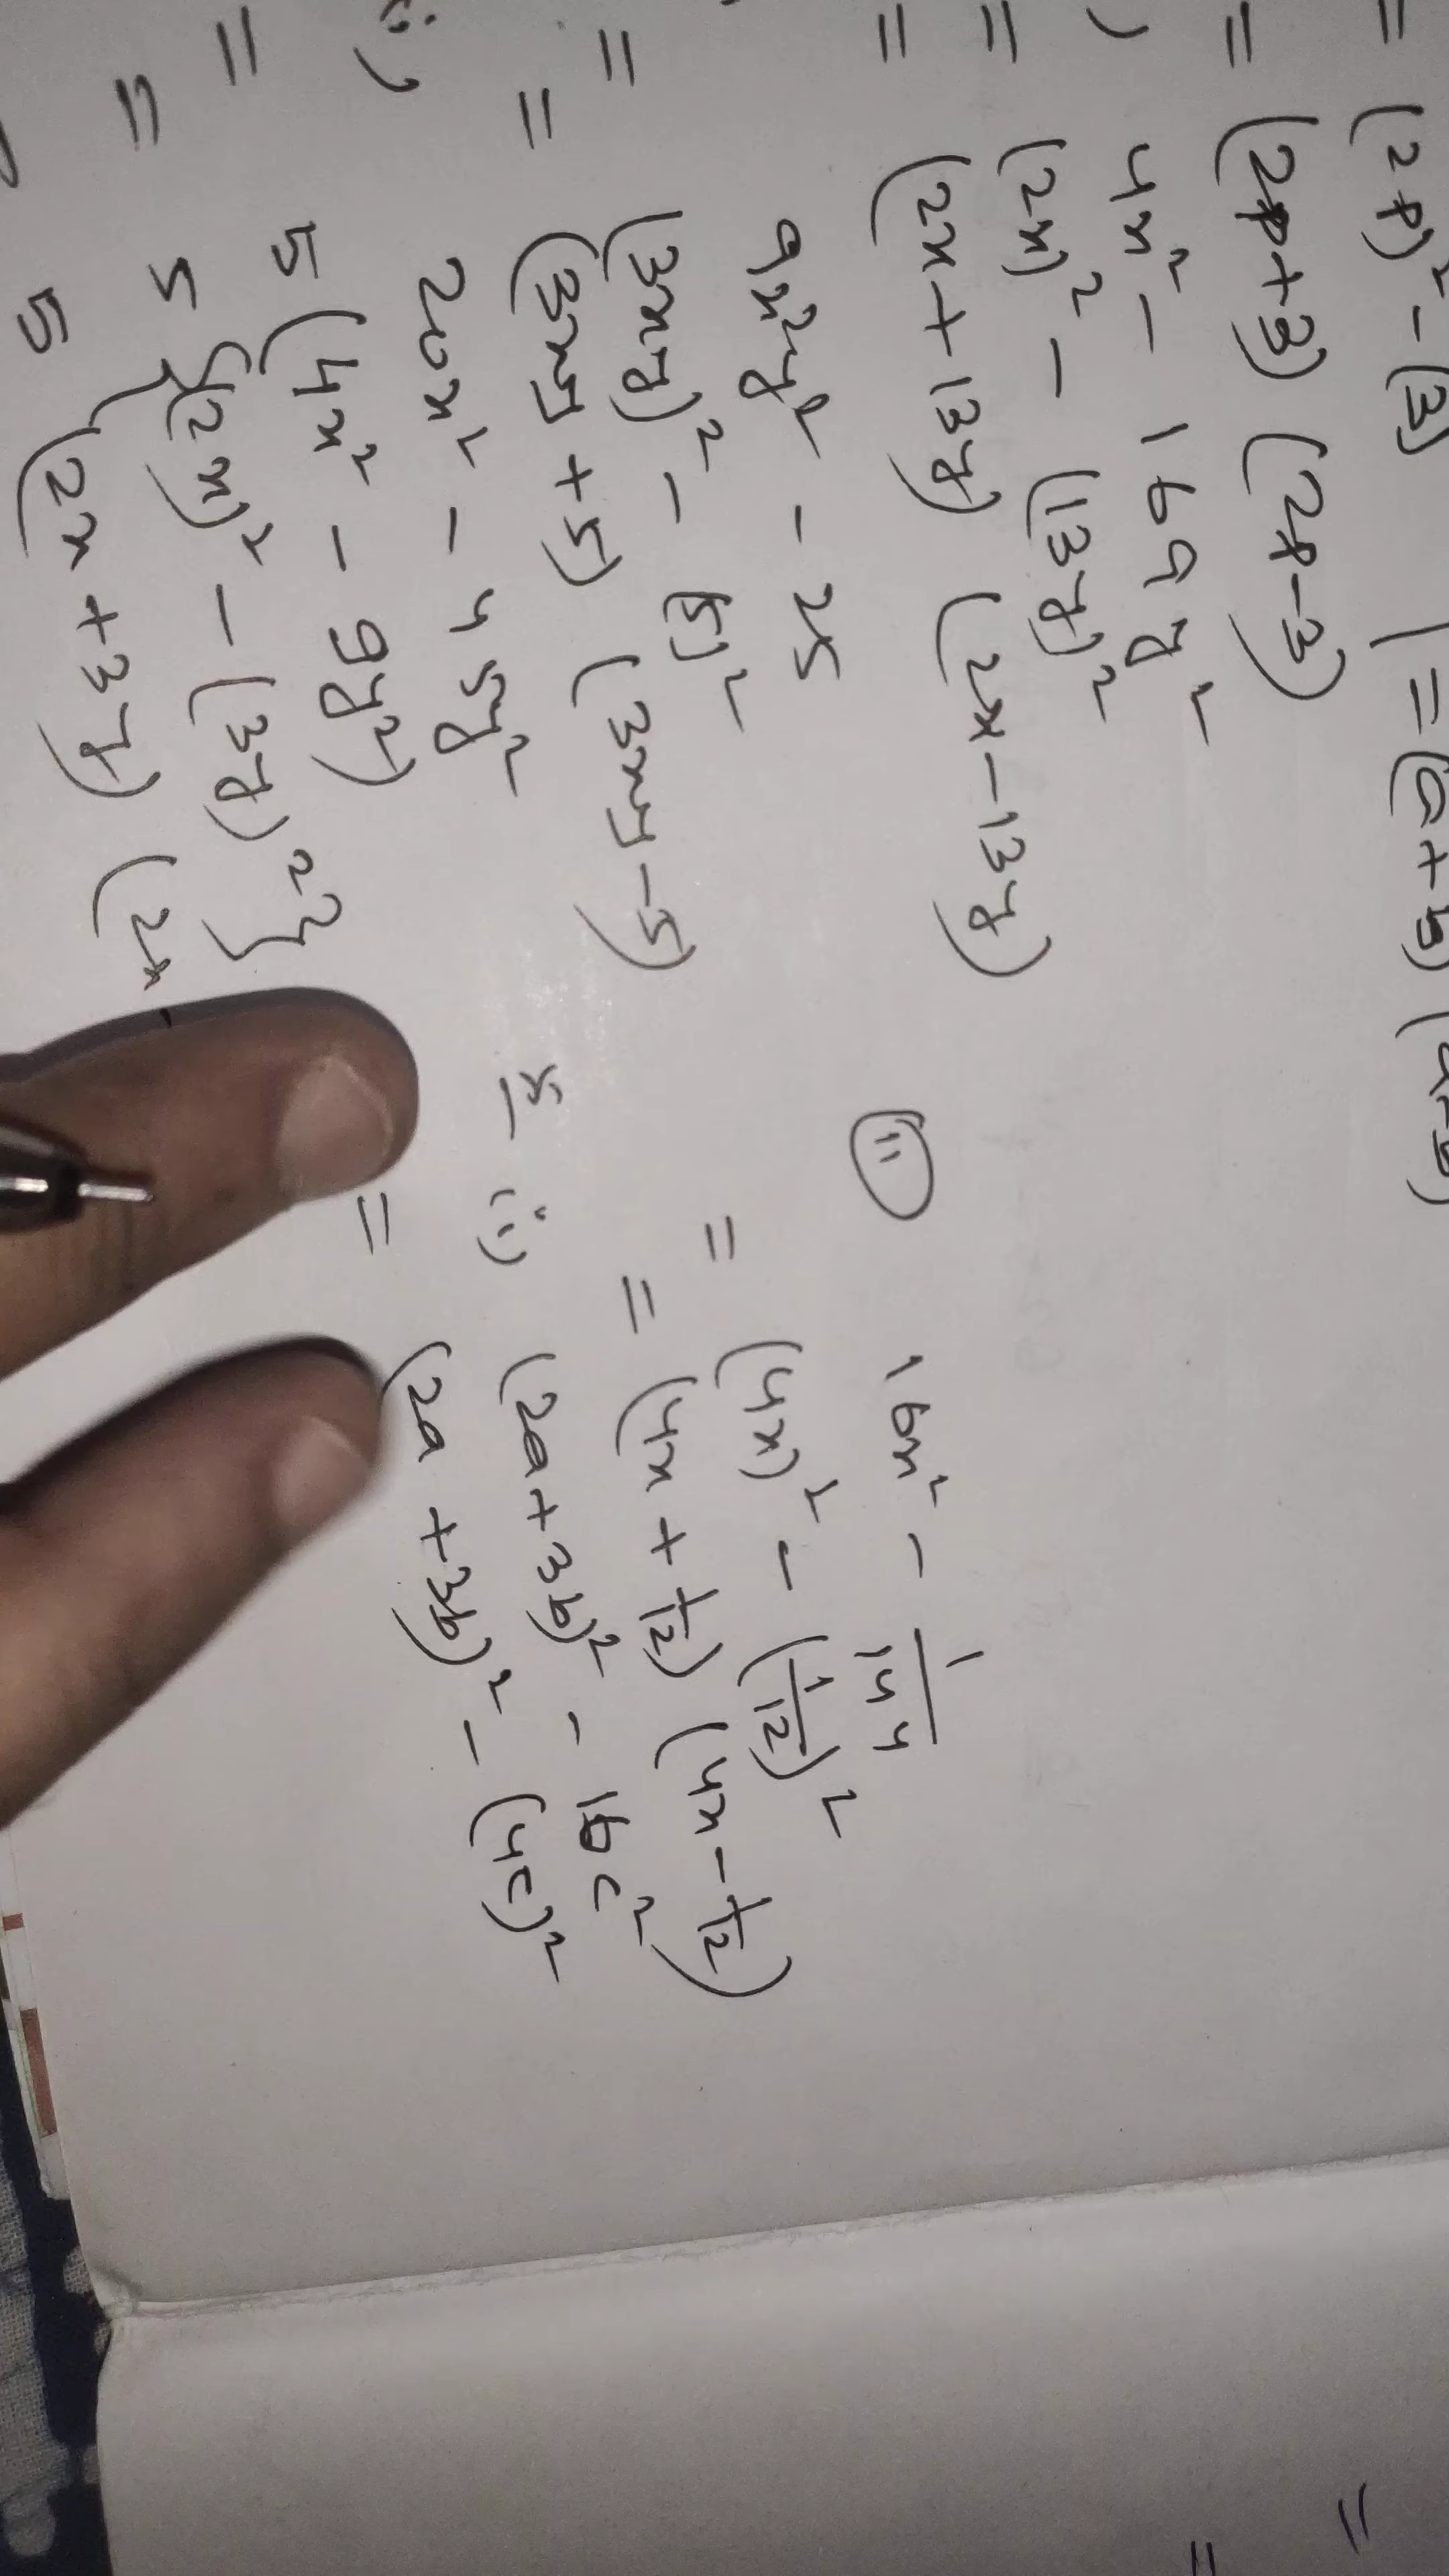 = (2p)² - (3)
| = (a+b) (a-b)
= (2p+3) (2p-3)
) 4x² - 169y²
= (2x)² - (13y)²
= (2x+13y) (2x-13y)
9x²y² - 25
= (3xy)² - (5)²
= (3xy+5) (3xy-5)
ii) 20x² - 45y²
= 5(4x² - 9y²)
= 5{(2x)² - (3y)²}
5 (2x+3y) (2x-
ii 16x² - 1/144
= (4x)² - (1/12)²
= (4x + 1/12) (4x - 1/12)
5 i) (2a+3b)² - 16c²
= (2a+3b)² - (4c)²
=
=